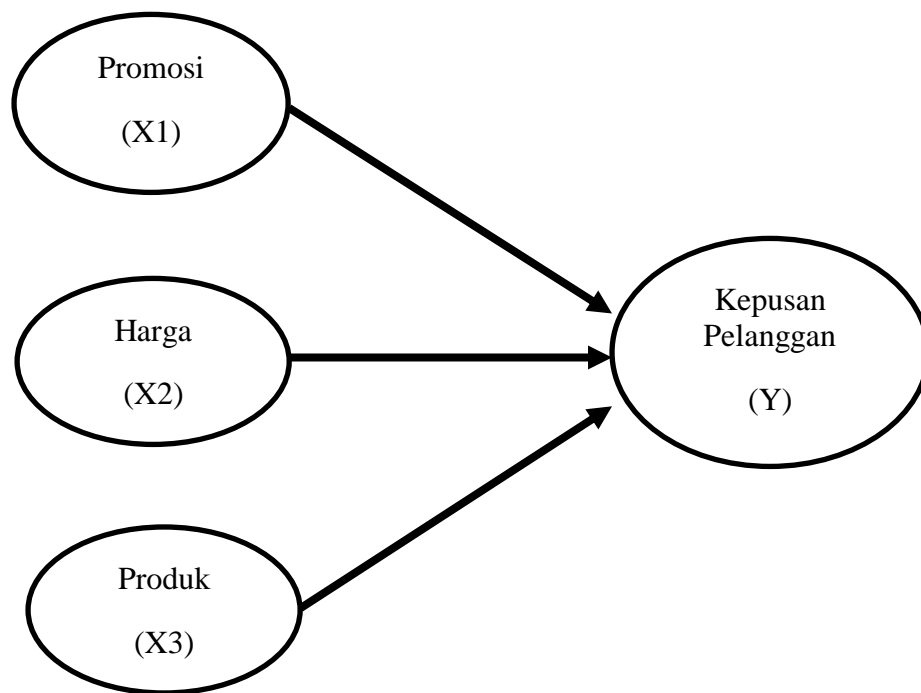 Promosi
(X1)
Harga
(X2)
Produk
(X3)
Kepusan
Pelanggan
(Y)